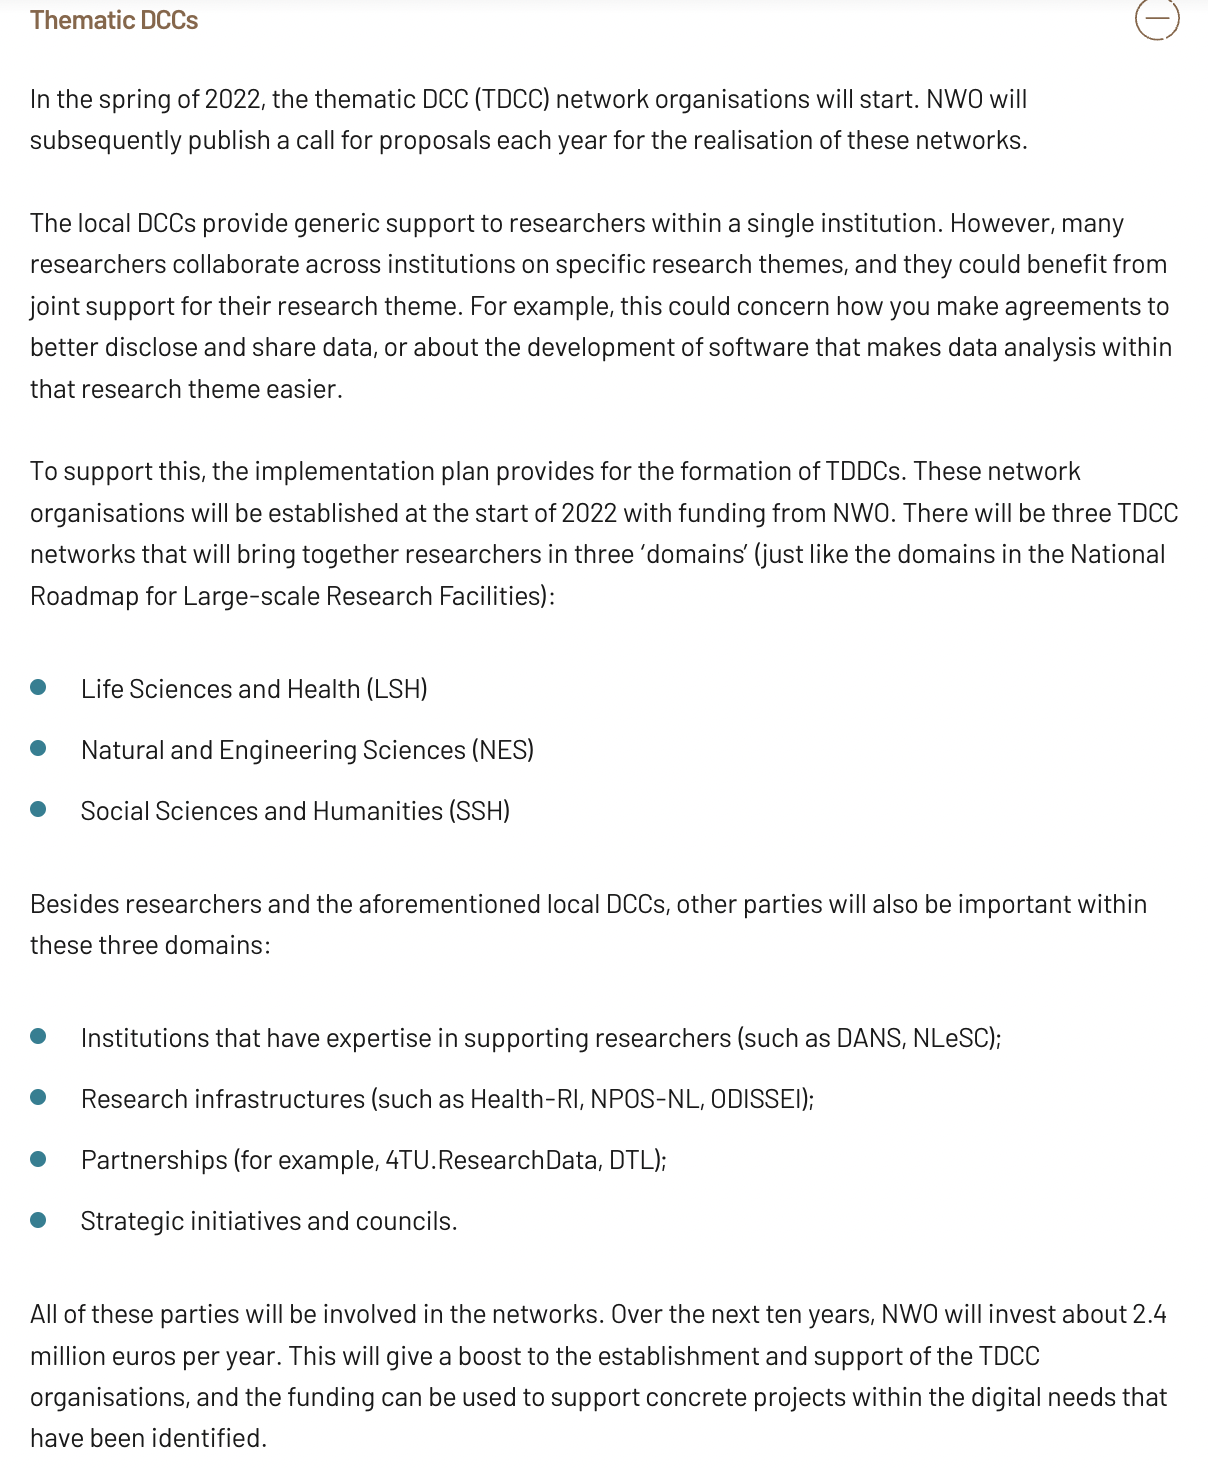 Thematic DCCs
In the spring of 2022, the thematic DCC (TDCC) network organisations will start. NWO will
subsequently publish a call for proposals each year for the realisation of these networks.
The local DCCs provide generic support to researchers within a single institution. However, many
researchers collaborate across institutions on specific research themes, and they could benefit from
joint support for their research theme. For example, this could concern how you make agreements to
better disclose and share data, or about the development of software that makes data analysis within
that research theme easier.
To support this, the implementation plan provides for the formation of TDDCs. These network
organisations will be established at the start of 2022 with funding from NWO. There will be three TDCC
networks that will bring together researchers in three ‘domains’ (just like the domains in the National
Roadmap for Large-scale Research Facilities):
Life Sciences and Health (LSH)
Natural and Engineering Sciences (NES)
Social Sciences and Humanities (SSH)
Besides researchers and the aforementioned local DCCs, other parties will also be important within
these three domains:
Institutions that have expertise in supporting researchers (such as DANS, NLeSC);
Research infrastructures (such as Health-RI, NPOS-NL, ODISSEI);
Partnerships (for example, 4TU.ResearchData, DTL);
Strategic initiatives and councils.
All of these parties will be involved in the networks. Over the next ten years, NWO will invest about 2.4
million euros per year. This will give a boost to the establishment and support of the TDCC
organisations, and the funding can be used to support concrete projects within the digital needs that
have been identified.